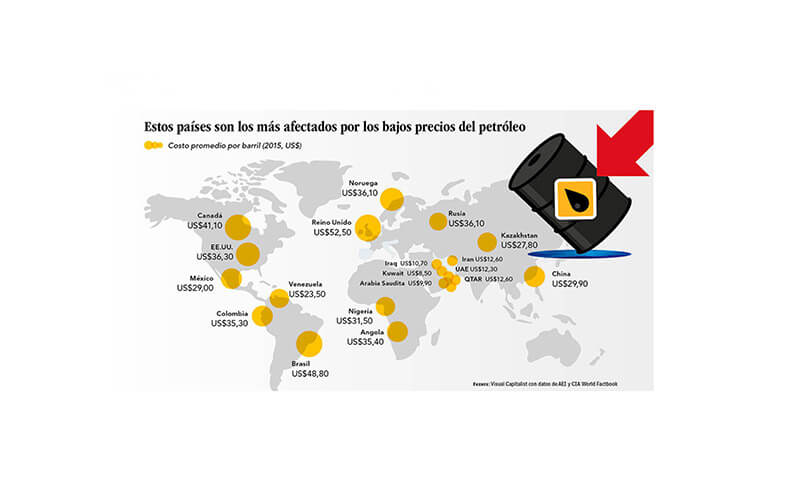 Estos países son los más afectados por los bajos precios del petróleo
Costo promedio por barril (2015, US$)
Noruega
US$36,10
Canadá
US$41,10
Reino Unido
US$52,50
Rusia
US$36,10
Kazakhstan
US$27,80
EE.UU.
US$36,30
Iraq US$10,70
Iran US$12,60
Kuwait US$8,50
UAE US$12,30
Arabia Saudita US$9,90
QATAR US$12,60
China
US$29,90
México
US$29,00
Venezuela
US$23,50
Colombia
US$35,30
Nigeria
US$31,50
Angola
US$35,40
Brasil
US$48,80
Fuente: Visual Capitalist con datos de AEI y CIA World Factbook